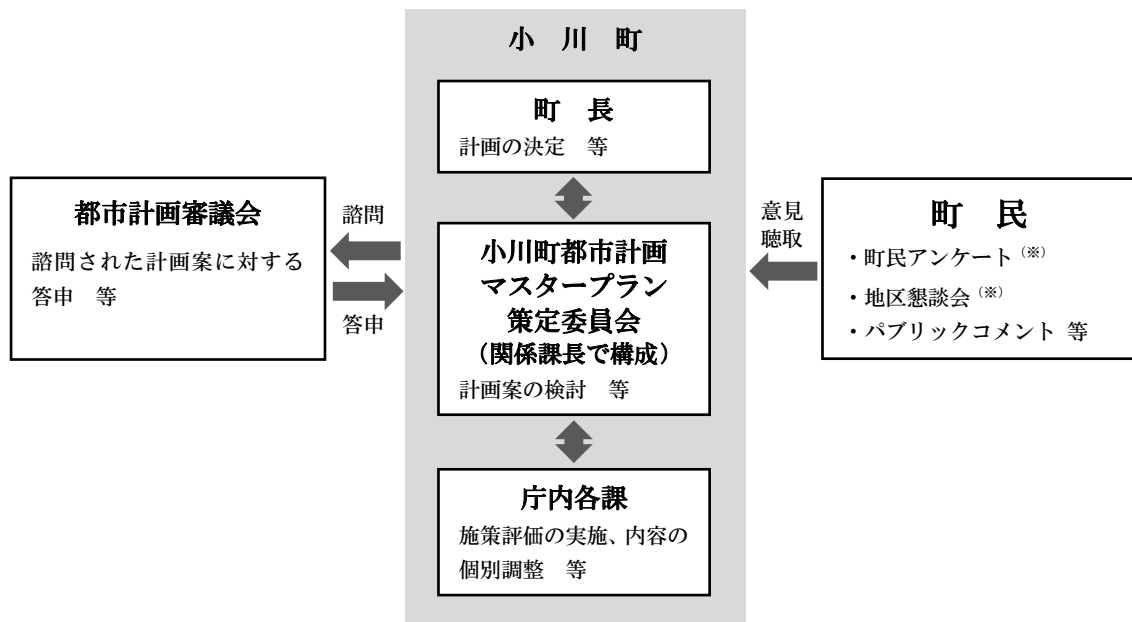 小 川 町
町 長
計画の決定 等
都市計画審議会
諮問された計画案に対する
答申 等
諮問
答申
小川町都市計画
マスタープラン
策定委員会
（関係課長で構成）
計画案の検討 等
意見
聴取
町 民
・町民アンケート（※）
・地区懇談会（※）
・パブリックコメント 等
庁内各課
施策評価の実施、内容の
個別調整 等